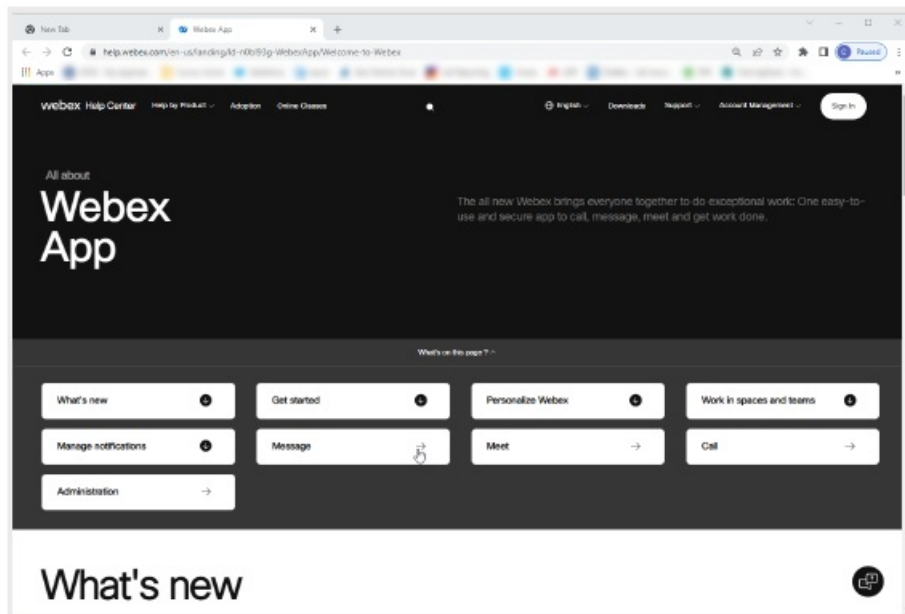 New Tab
Webex App
help.webex.com/en-us/landing/ld-n0bl93g-WebexApp/Welcome-to-Webex
Paused
Apps
webex Help Center Help by Product Adoption Online Classes English Downloads Support Account Management Sign In
All about
Webex
App
The all new Webex brings everyone together to do exceptional work: One easy-to-
use and secure app to call, message, meet and get work done.
What's on this page ?
What's new Get started Personalize Webex Work in spaces and teams
Manage notifications Message Meet Call
Administration
What's new